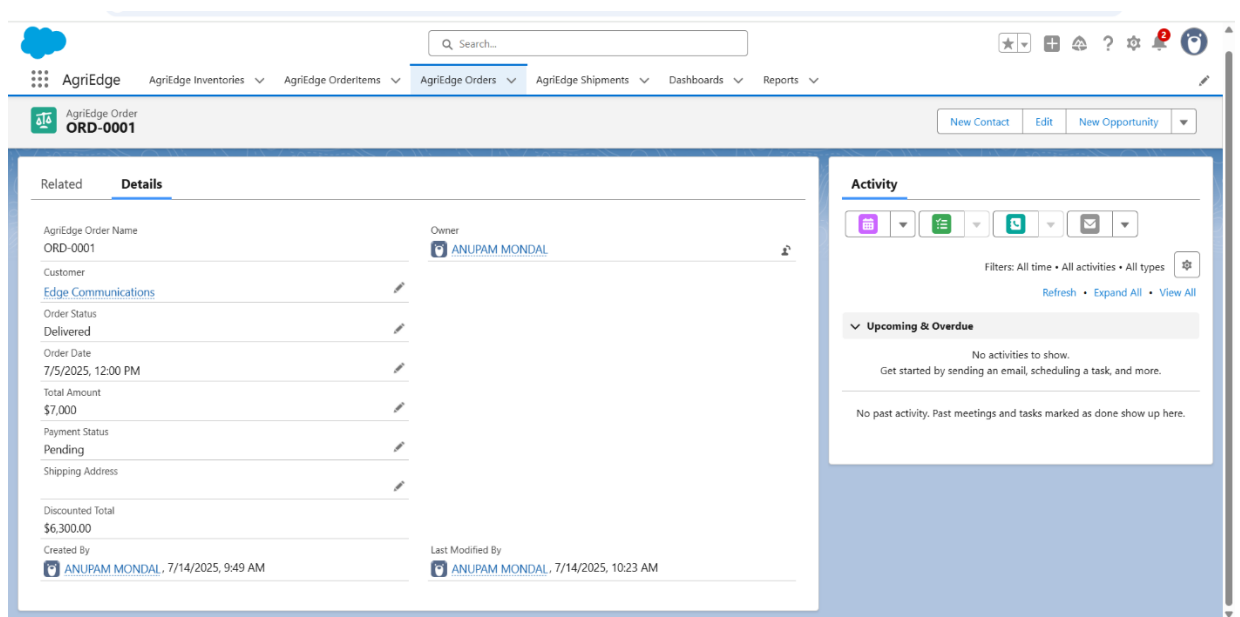 Search...
2
AgriEdge
AgriEdge Inventories
AgriEdge OrderItems
AgriEdge Orders
AgriEdge Shipments
Dashboards
Reports
AgriEdge Order
ORD-0001
New Contact
Edit
New Opportunity
Related
Details
AgriEdge Order Name
ORD-0001
Owner
ANUPAM MONDAL
Customer
Edge Communications
Order Status
Delivered
Order Date
7/5/2025, 12:00 PM
Total Amount
$7,000
Payment Status
Pending
Shipping Address
Discounted Total
$6,300.00
Created By
ANUPAM MONDAL, 7/14/2025, 9:49 AM
Last Modified By
ANUPAM MONDAL, 7/14/2025, 10:23 AM
Activity
Filters: All time • All activities • All types
Refresh • Expand All • View All
Upcoming & Overdue
No activities to show.
Get started by sending an email, scheduling a task, and more.
No past activity. Past meetings and tasks marked as done show up here.